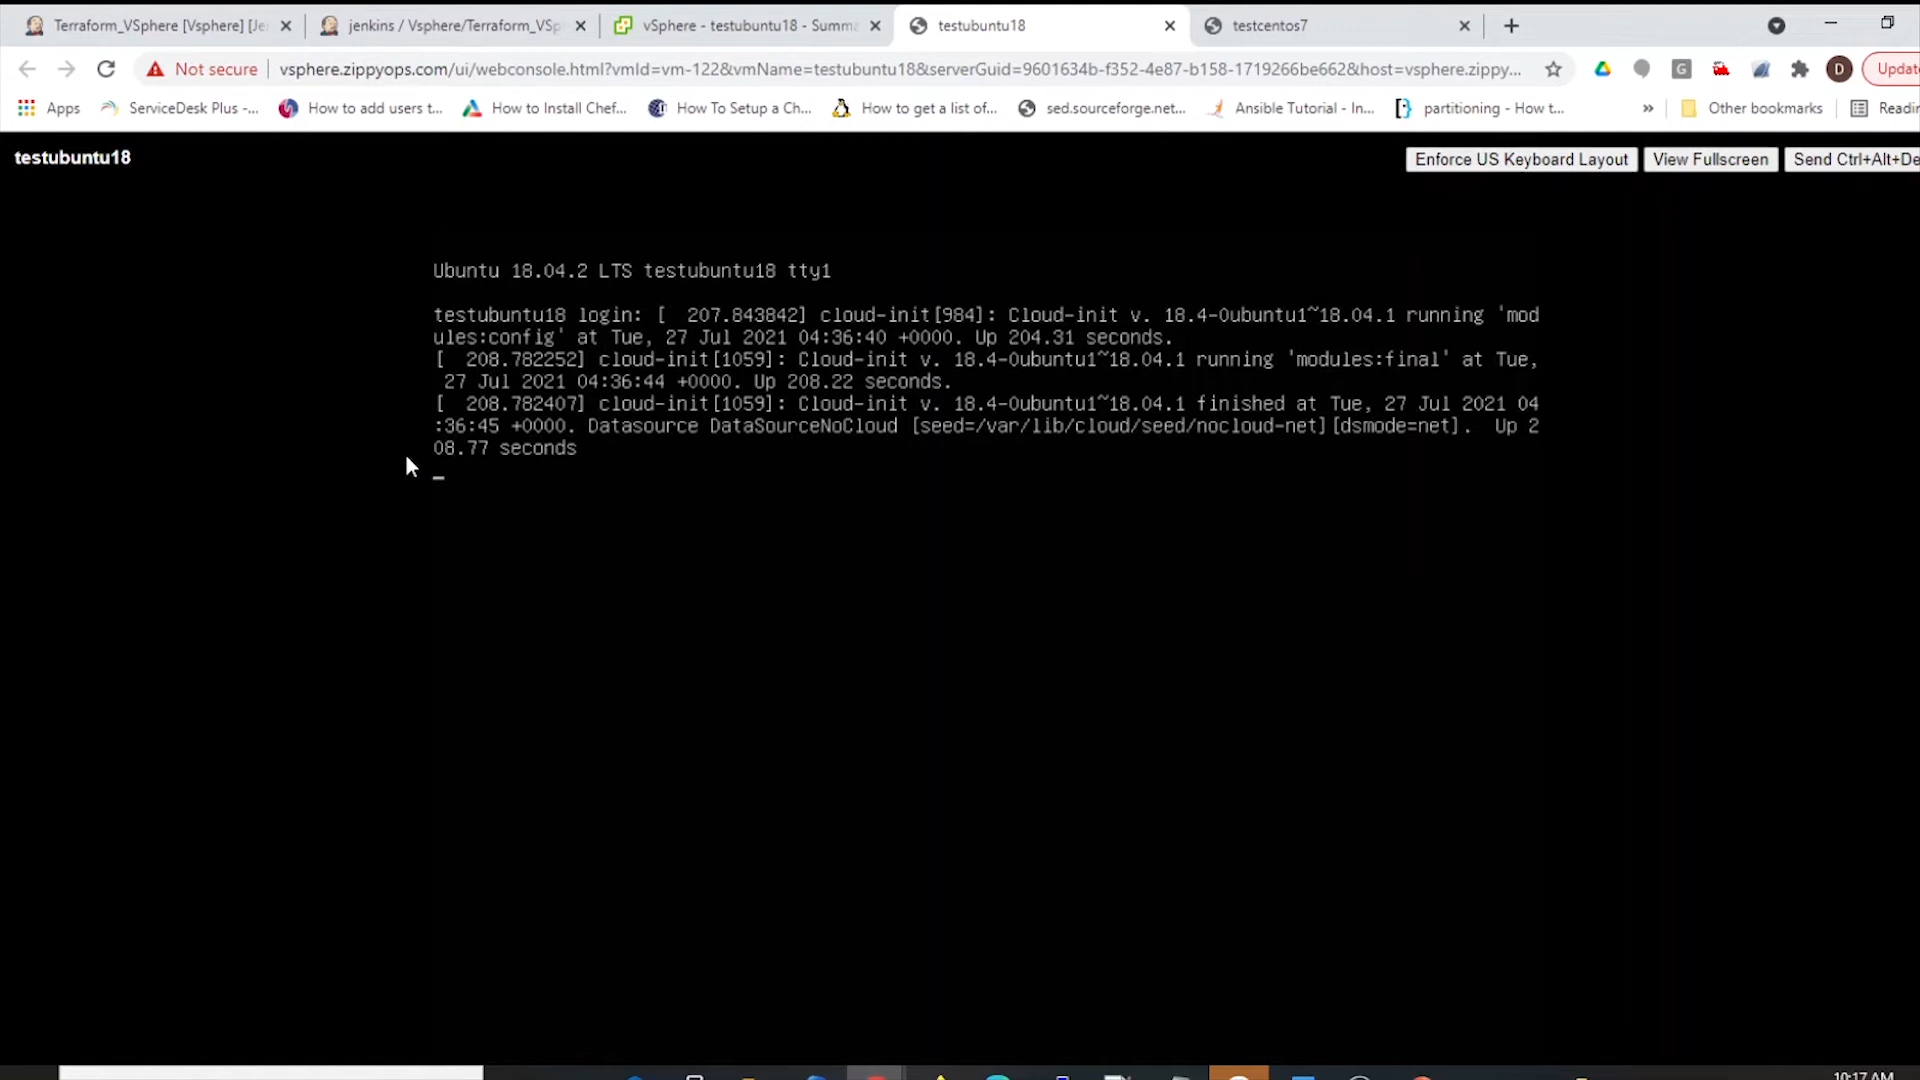 Terraform_VSphere [Vsphere] [Je
jenkins / Vsphere/Terraform_VSp
vSphere - testubuntu18 - Summa
testubuntu18
testcentos7
Not secure
vsphere.zippyops.com/ui/webconsole.html?vmId=vm-122&vmName=testubuntu18&serverGuid=9601634b-f352-4e87-b158-1719266be662&host=vsphere.zippy...
G
D
Update
Apps
ServiceDesk Plus -...
How to add users t...
How to Install Chef...
How To Setup a Ch...
How to get a list of...
sed.sourceforge.net...
Ansible Tutorial - In...
partitioning - How t...
»
Other bookmarks
Readin
testubuntu18
Enforce US Keyboard Layout
View Fullscreen
Send Ctrl+Alt+De
Ubuntu 18.04.2 LTS testubuntu18 tty1
testubuntu18 login: [  207.843842] cloud-init[984]: Cloud-init v. 18.4-0ubuntu1~18.04.1 running 'mod
ules:config' at Tue, 27 Jul 2021 04:36:40 +0000. Up 204.31 seconds.
[  208.782252] cloud-init[1059]: Cloud-init v. 18.4-0ubuntu1~18.04.1 running 'modules:final' at Tue,
27 Jul 2021 04:36:44 +0000. Up 208.22 seconds.
[  208.782407] cloud-init[1059]: Cloud-init v. 18.4-0ubuntu1~18.04.1 finished at Tue, 27 Jul 2021 04
:36:45 +0000. Datasource DataSourceNoCloud [seed=/var/lib/cloud/seed/nocloud-net][dsmode=net].  Up 2
08.77 seconds
10:17 AM